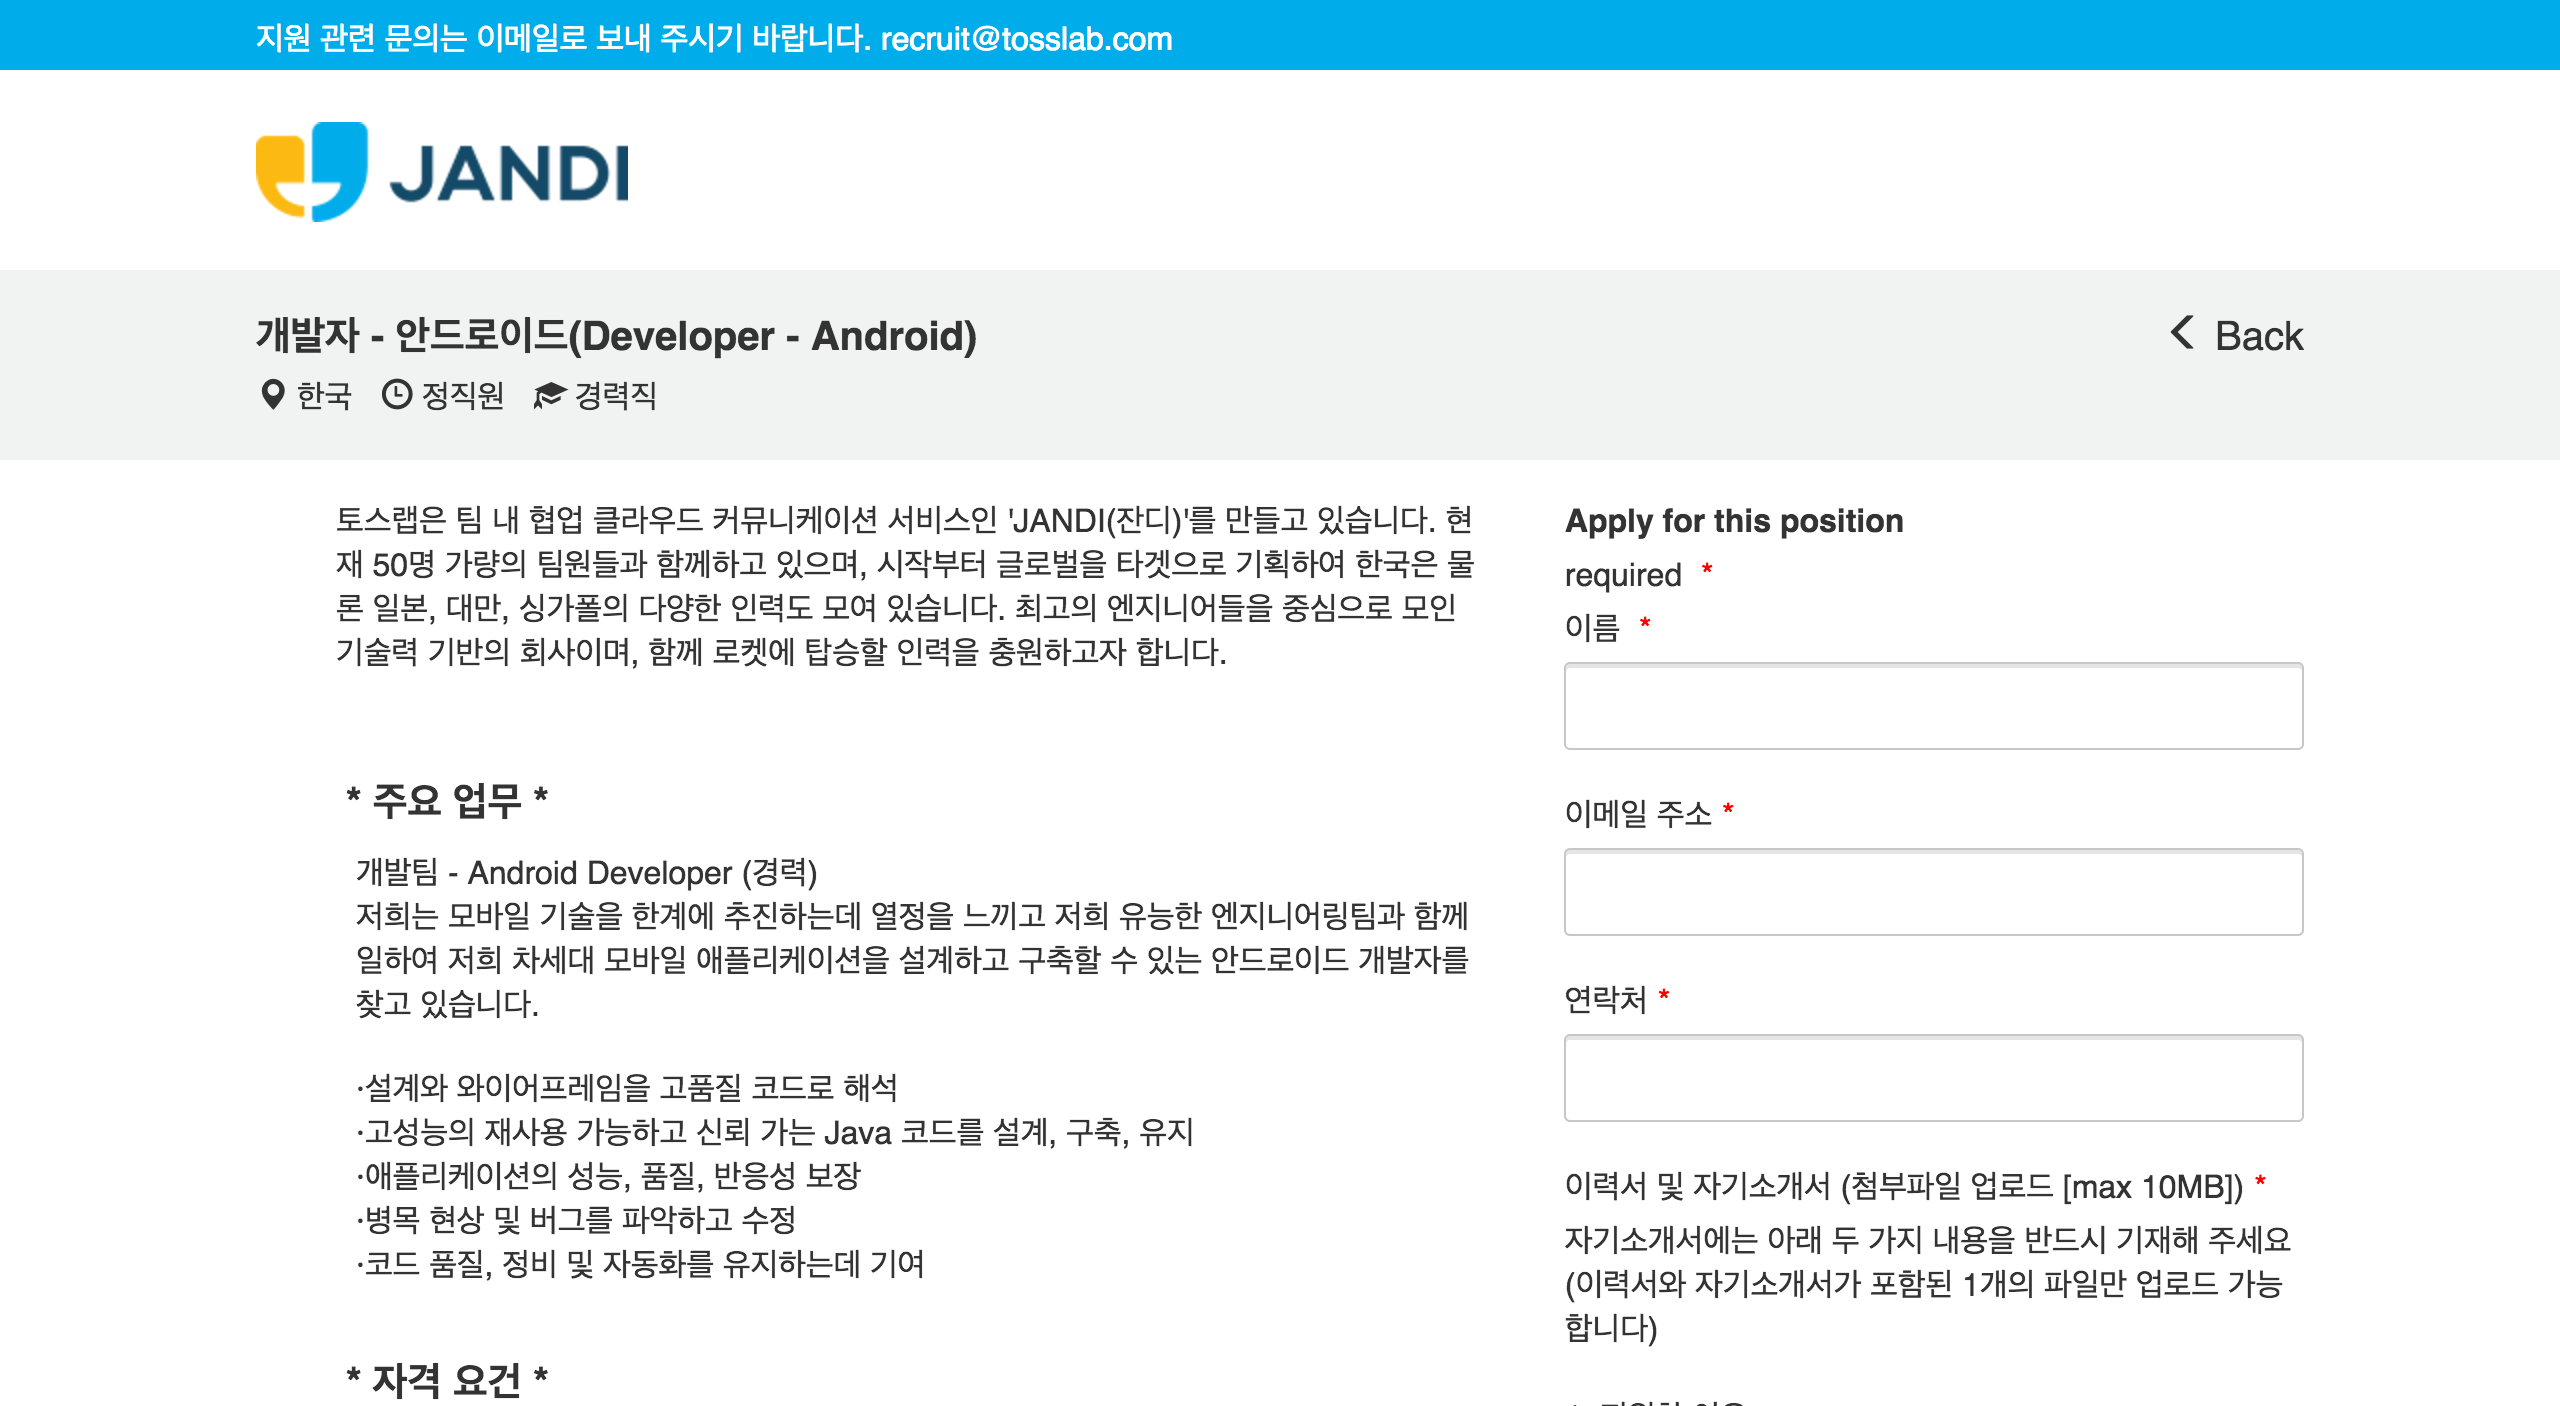 지원 관련 문의는 이메일로 보내 주시기 바랍니다. recruit@tosslab.com
JANDI
개발자 - 안드로이드(Developer - Android)
Back
한국 정직원 경력직
토스랩은 팀 내 협업 클라우드 커뮤니케이션 서비스인 'JANDI(잔디)'를 만들고 있습니다. 현
재 50명 가량의 팀원들과 함께하고 있으며, 시작부터 글로벌을 타겟으로 기획하여 한국은 물
론 일본, 대만, 싱가폴의 다양한 인력도 모여 있습니다. 최고의 엔지니어들을 중심으로 모인
기술력 기반의 회사이며, 함께 로켓에 탑승할 인력을 충원하고자 합니다.
* 주요 업무 *
개발팀 - Android Developer (경력)
저희는 모바일 기술을 한계에 추진하는데 열정을 느끼고 저희 유능한 엔지니어링팀과 함께
일하여 저희 차세대 모바일 애플리케이션을 설계하고 구축할 수 있는 안드로이드 개발자를
찾고 있습니다.
·설계와 와이어프레임을 고품질 코드로 해석
·고성능의 재사용 가능하고 신뢰 가는 Java 코드를 설계, 구축, 유지
·애플리케이션의 성능, 품질, 반응성 보장
·병목 현상 및 버그를 파악하고 수정
·코드 품질, 정비 및 자동화를 유지하는데 기여
* 자격 요건 *
Apply for this position
required *
이름 *
이메일 주소 *
연락처 *
이력서 및 자기소개서 (첨부파일 업로드 [max 10MB]) *
자기소개서에는 아래 두 가지 내용을 반드시 기재해 주세요
(이력서와 자기소개서가 포함된 1개의 파일만 업로드 가능
합니다)